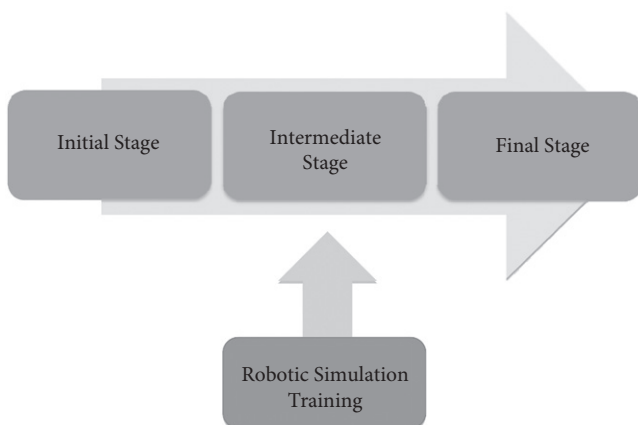 Initial Stage
Intermediate
Stage
Final Stage
Robotic Simulation
Training